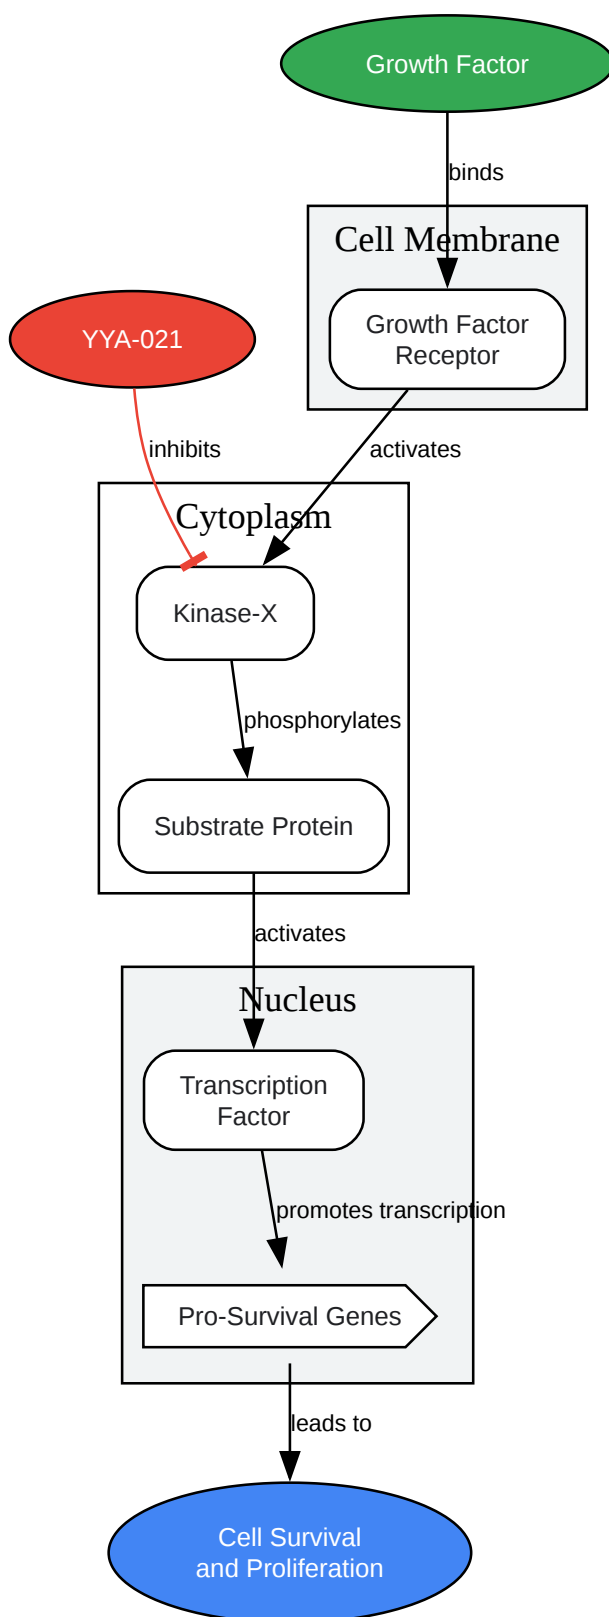 Growth Factor
binds
Cell Membrane
Growth Factor
Receptor
YYA-021
inhibits
activates
Cytoplasm
Kinase-X
phosphorylates
Substrate Protein
activates
Nucleus
Transcription
Factor
promotes transcription
Pro-Survival Genes
leads to
Cell Survival
and Proliferation